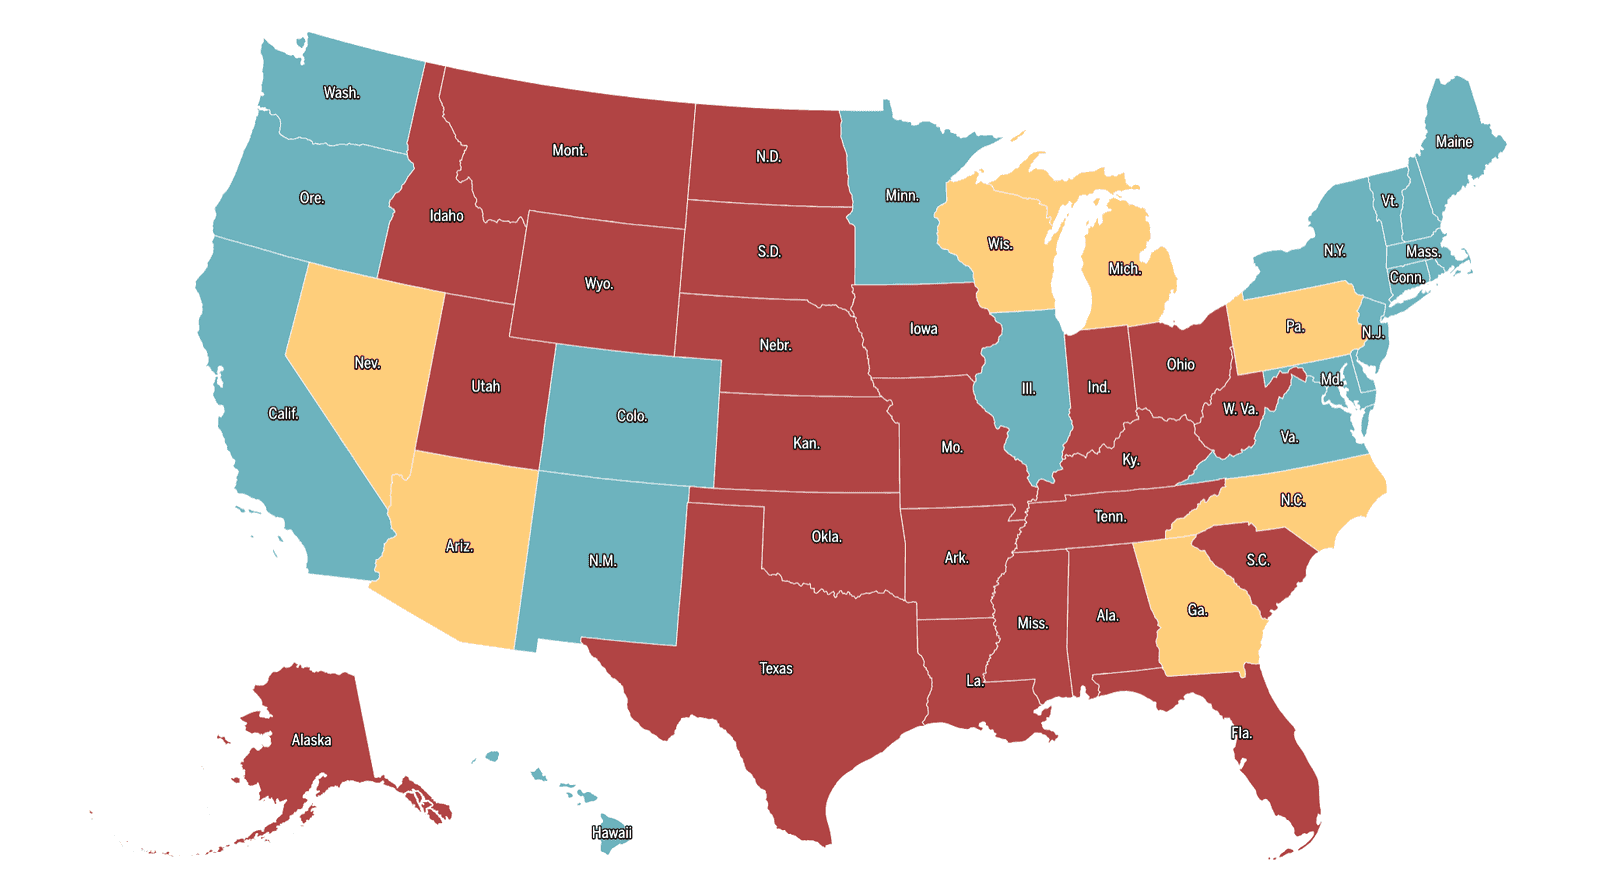 Wash.
Mont.
N.D.
Minn.
Maine
Ore.
Idaho
Vt.
Wis.
S.D.
N.Y.
Mass.
Mich.
Conn.
Wyo.
Iowa
Pa.
N.J.
Nebr.
Nev.
Utah
Ohio
Ind.
Ill.
Md.
Calif.
Colo.
W. Va.
Kan.
Mo.
Va.
Ky.
N.C.
Tenn.
Ariz.
Okla.
N.M.
Ark.
S.C.
Ga.
Ala.
Miss.
Texas
La.
Fla.
Alaska
Hawaii